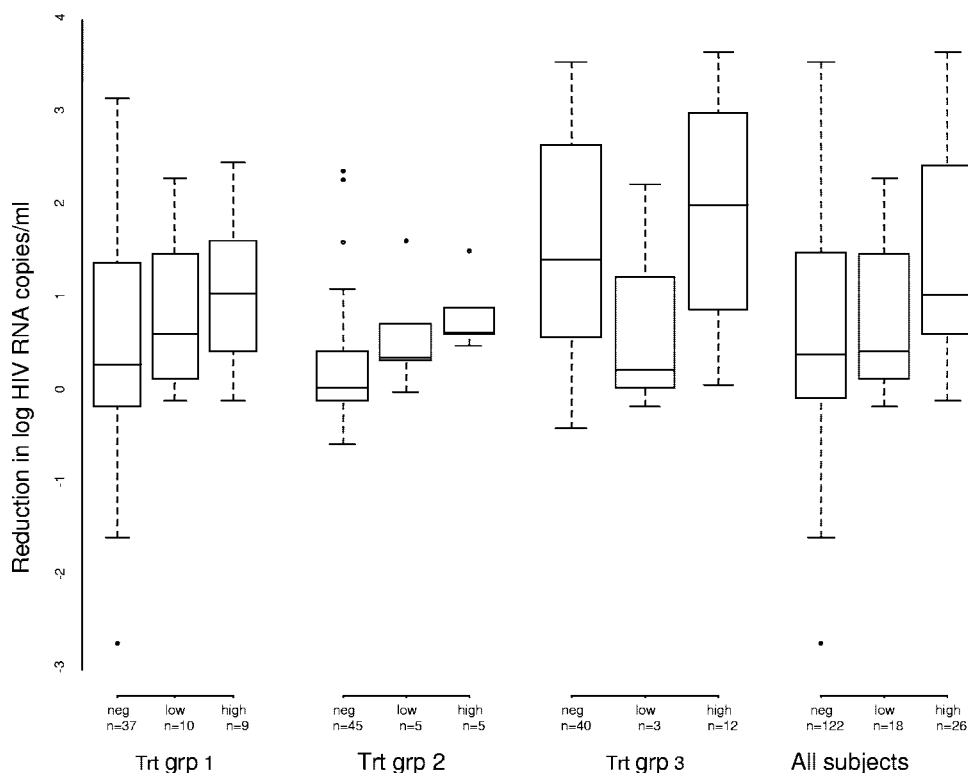 Reduction in log HIV RNA copies/ml
4
3
2
1
0
-1
-2
-3
neg low high neg low high neg low high neg low high
n=37 n=10 n=9 n=45 n=5 n=5 n=40 n=3 n=12 n=122 n=18 n=26
Trt grp 1 Trt grp 2 Trt grp 3 All subjects